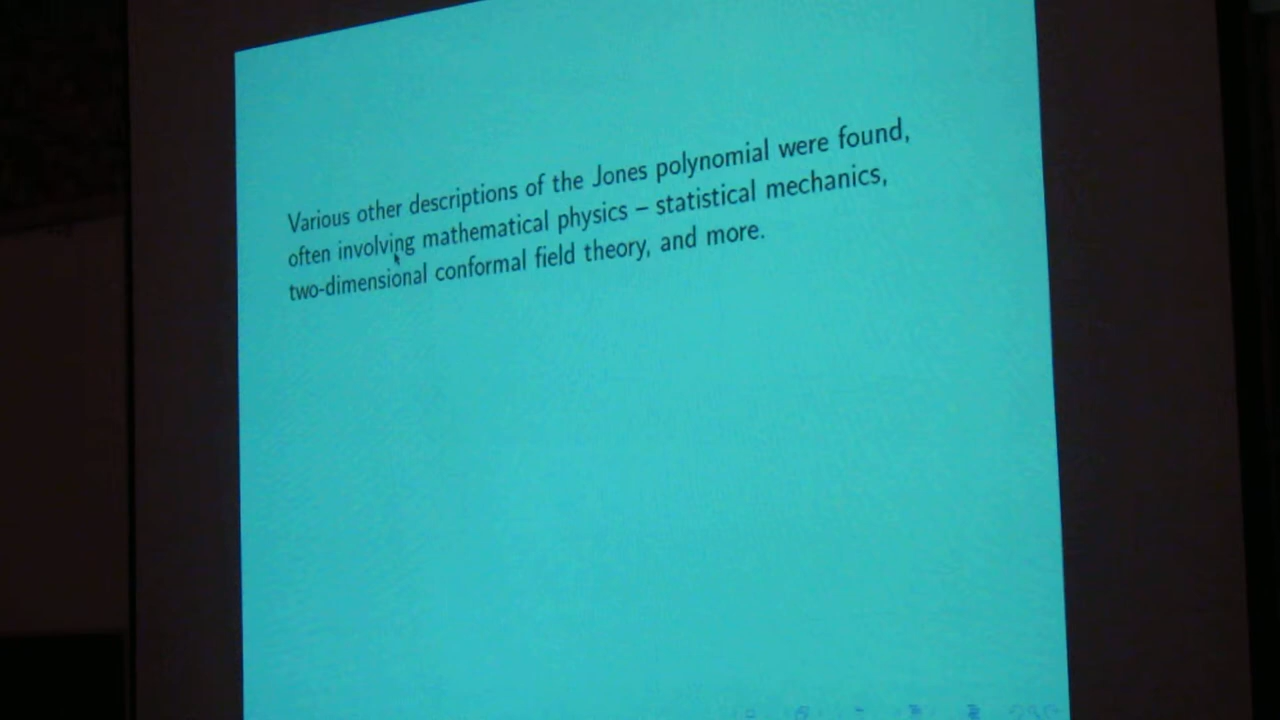 Various other descriptions of the Jones polynomial were found,
often involving mathematical physics – statistical mechanics,
two-dimensional conformal field theory, and more.